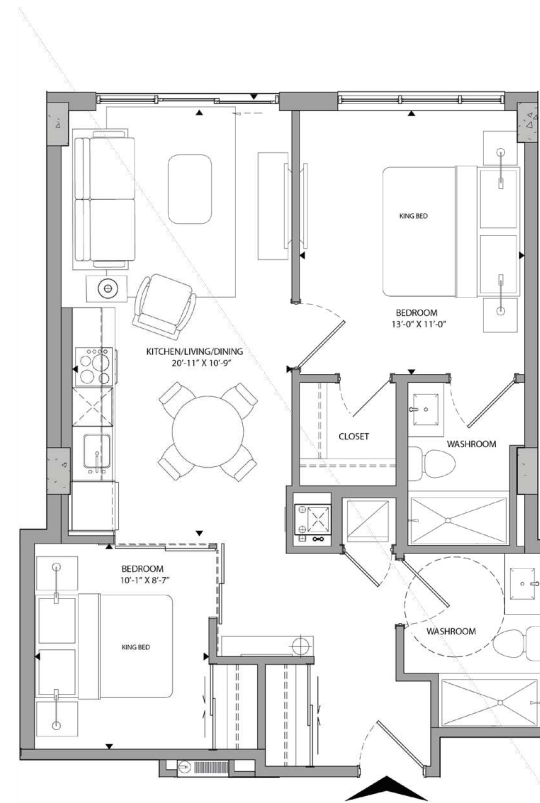 KING BED
BEDROOM
13'-0" X 11'-0"
KITCHEN/LIVING/DINING
20'-11" X 10'-9"
CLOSET
WASHROOM
BEDROOM
10'-1" X 8'-7"
KING BED
WASHROOM